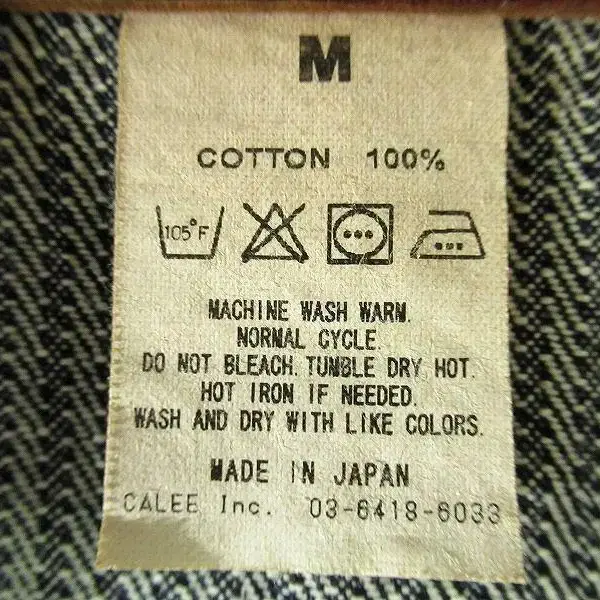 M
COTTON 100%
105°F
MACHINE WASH WARM.
NORMAL CYCLE.
DO NOT BLEACH. TUMBLE DRY HOT.
HOT IRON IF NEEDED.
WASH AND DRY WITH LIKE COLORS.
MADE IN JAPAN
CALEE Inc. 03-6418-6033